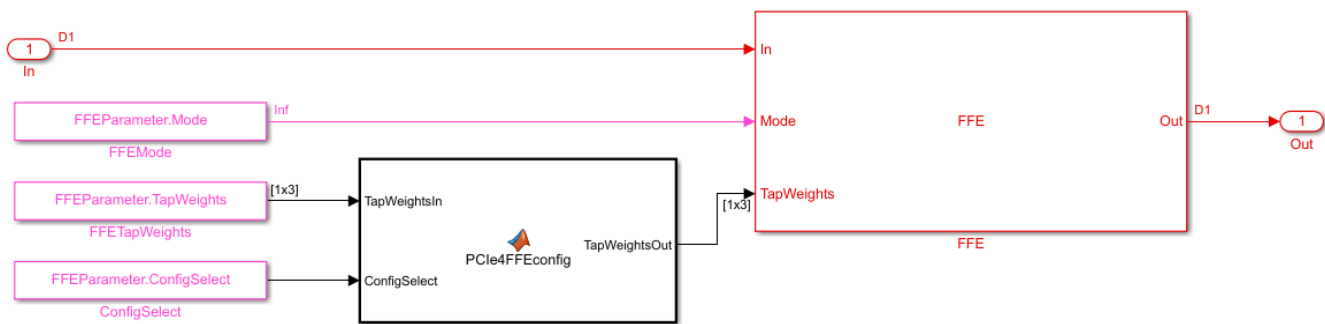 1
In
D1
FFEParameter.Mode
FFEMode
Inf
FFEParameter.TapWeights
FFETapWeights
[1x3]
FFEParameter.ConfigSelect
ConfigSelect
TapWeightsIn
ConfigSelect
PCIe4FFEconfig
TapWeightsOut
[1x3]
In
Mode
TapWeights
FFE
Out
FFE
D1
1
Out